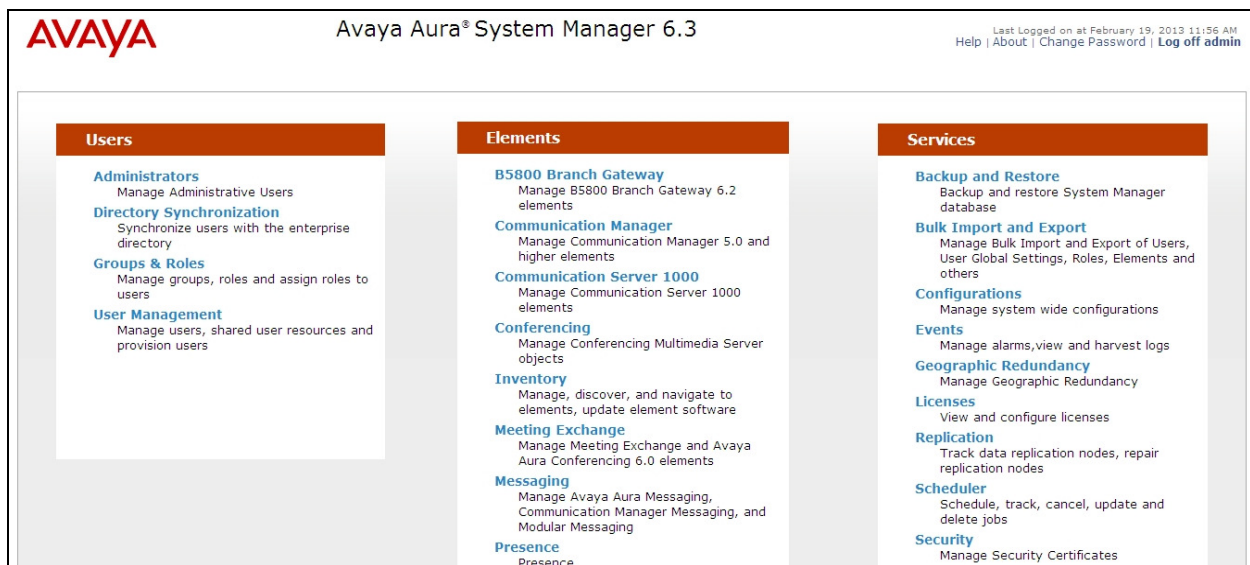 AVAYA
Avaya Aura® System Manager 6.3
Last Logged on at February 19, 2013 11:56 AM
Help | About | Change Password | Log off admin
Users
Administrators
Manage Administrative Users
Directory Synchronization
Synchronize users with the enterprise
directory
Groups & Roles
Manage groups, roles and assign roles to
users
User Management
Manage users, shared user resources and
provision users
Elements
B5800 Branch Gateway
Manage B5800 Branch Gateway 6.2
elements
Communication Manager
Manage Communication Manager 5.0 and
higher elements
Communication Server 1000
Manage Communication Server 1000
elements
Conferencing
Manage Conferencing Multimedia Server
objects
Inventory
Manage, discover, and navigate to
elements, update element software
Meeting Exchange
Manage Meeting Exchange and Avaya
Aura Conferencing 6.0 elements
Messaging
Manage Avaya Aura Messaging,
Communication Manager Messaging, and
Modular Messaging
Presence
Presence
Services
Backup and Restore
Backup and restore System Manager
database
Bulk Import and Export
Manage Bulk Import and Export of Users,
User Global Settings, Roles, Elements and
others
Configurations
Manage system wide configurations
Events
Manage alarms,view and harvest logs
Geographic Redundancy
Manage Geographic Redundancy
Licenses
View and configure licenses
Replication
Track data replication nodes, repair
replication nodes
Scheduler
Schedule, track, cancel, update and
delete jobs
Security
Manage Security Certificates